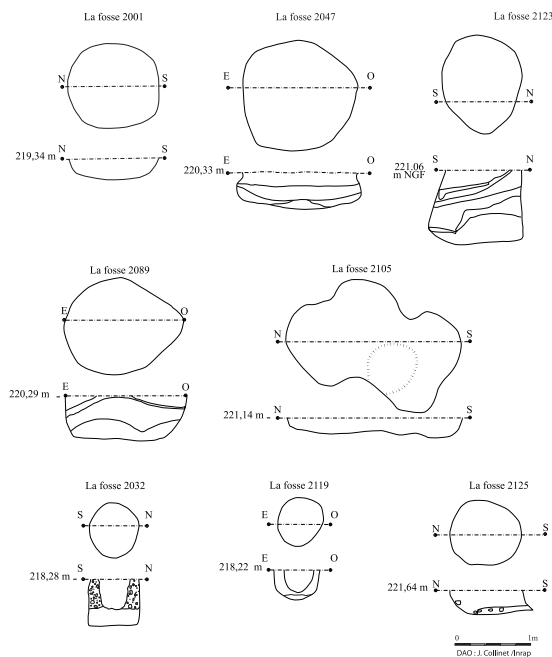 La fosse 2001
N S
N S
219,34 m
La fosse 2047
E O
E O
220,33 m
La fosse 2123
S N
S N
221.06
m NGF
La fosse 2089
E O
E O
220,29 m
La fosse 2105
N S
N S
221,14 m
La fosse 2032
S N
S N
218,28 m
La fosse 2119
E O
E O
218,22 m
La fosse 2125
N S
N S
221,64 m
0 1m
DAO : J. Collinet /Inrap